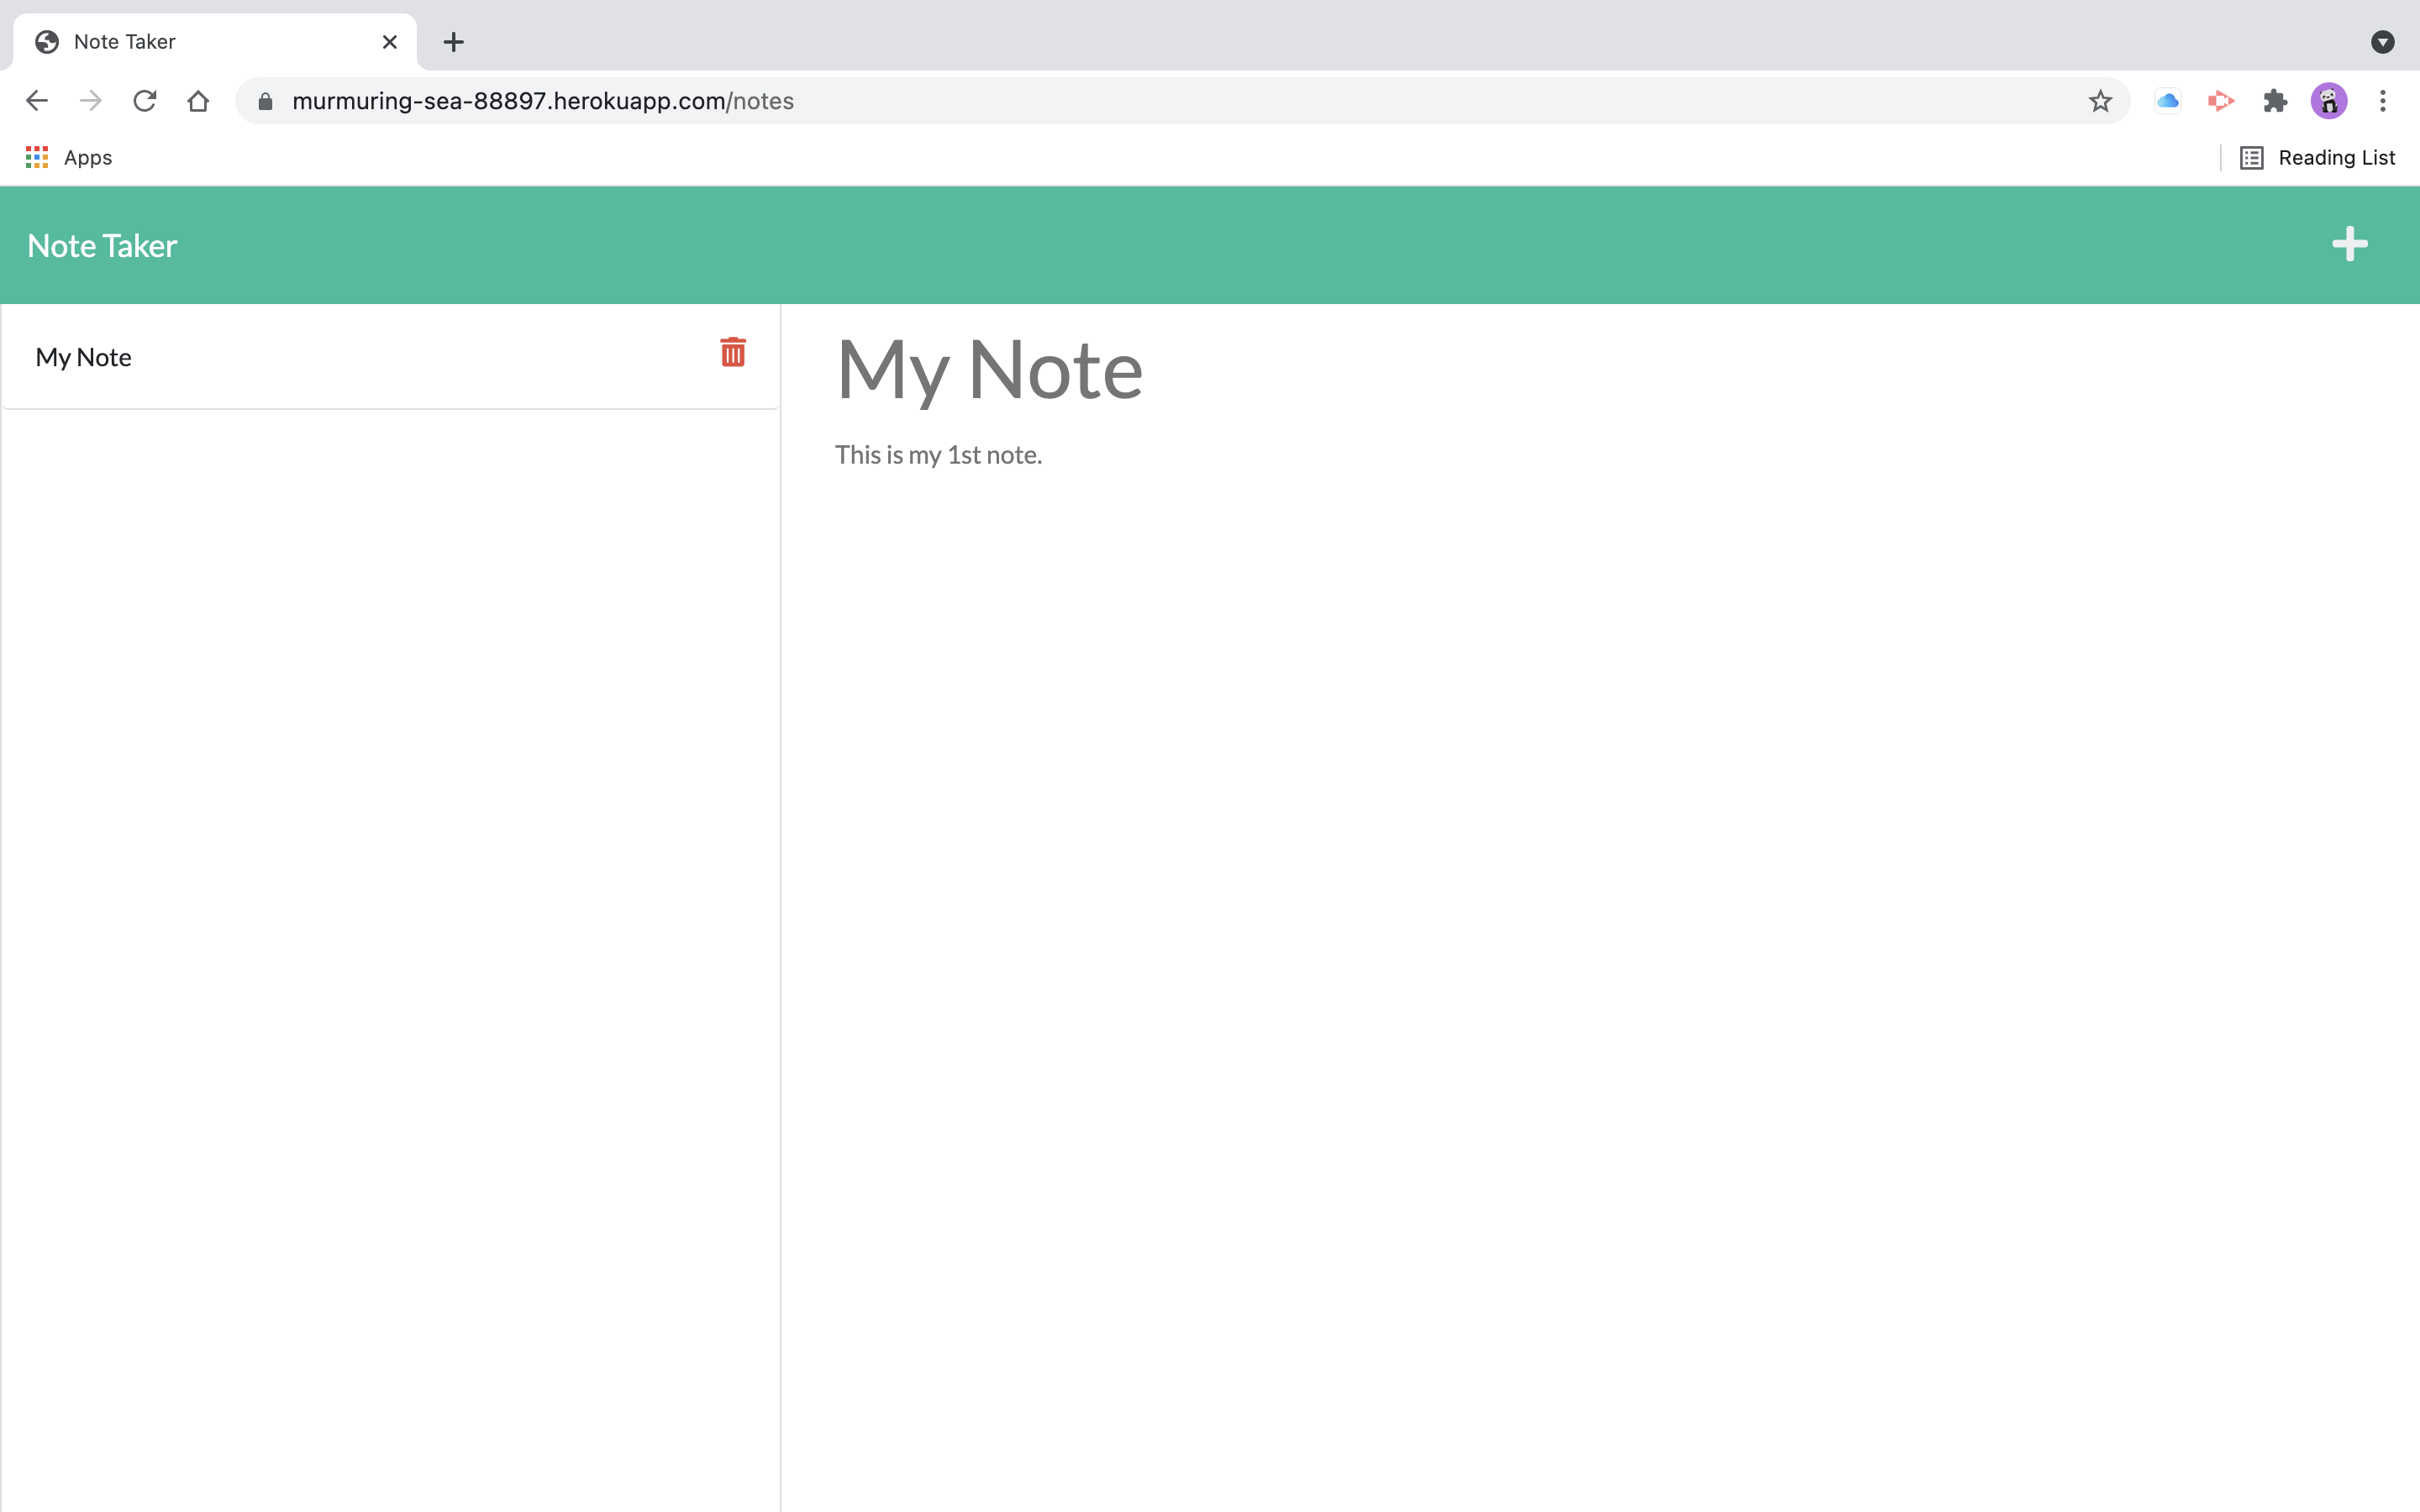 Note Taker
murmuring-sea-88897.herokuapp.com/notes
Apps
Reading List
Note Taker
My Note
My Note
This is my 1st note.